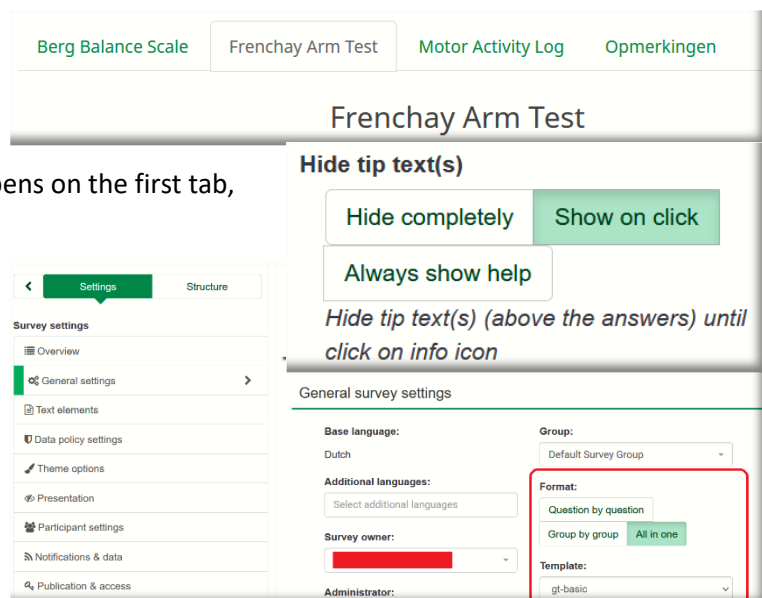 Berg Balance Scale Frenchay Arm Test Motor Activity Log Opmerkingen
Frenchay Arm Test
on the first tab,
Hide tip text(s)
Hide completely Show on click
Always show help
Hide tip text(s) (above the answers) until
click on info icon
Settings Structure
Survey settings
Overview
General settings
Text elements
Data policy settings
Theme options
Presentation
Participant settings
Notifications & data
Publication & access
General survey settings
Base language:
Dutch
Additional languages:
Select additional languages
Survey owner:
Administrator:
Group:
Default Survey Group
Format:
Question by question
Group by group All in one
Template:
gt-basic